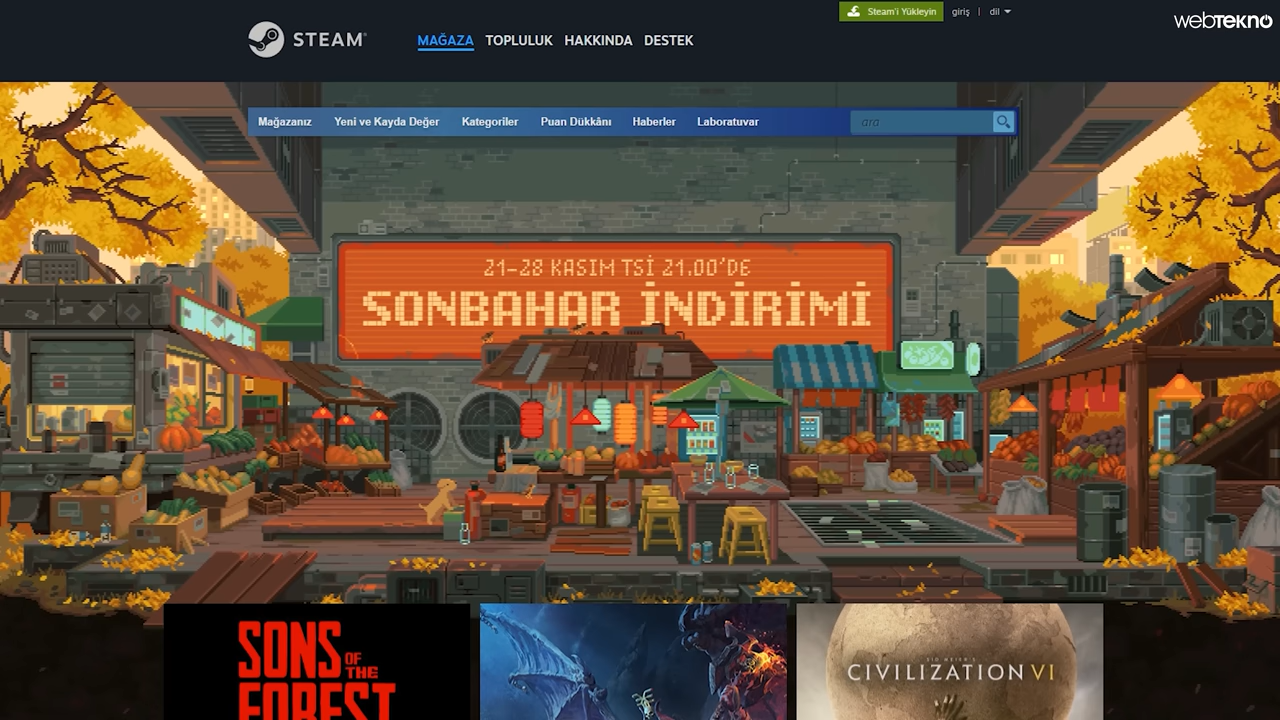 Steam'i Yükleyin giriş | dil
webtekno
STEAM
MAĞAZA TOPLULUK HAKKINDA DESTEK
Mağazanız Yeni ve Kayda Değer Kategoriler Puan Dükkânı Haberler Laboratuvar ara
21-28 KASIM TSİ 21.00'DE
SONBAHAR İNDİRİMİ
SONS
OF
THE
FOREST
SID MEIER'S
CIVILIZATION VI